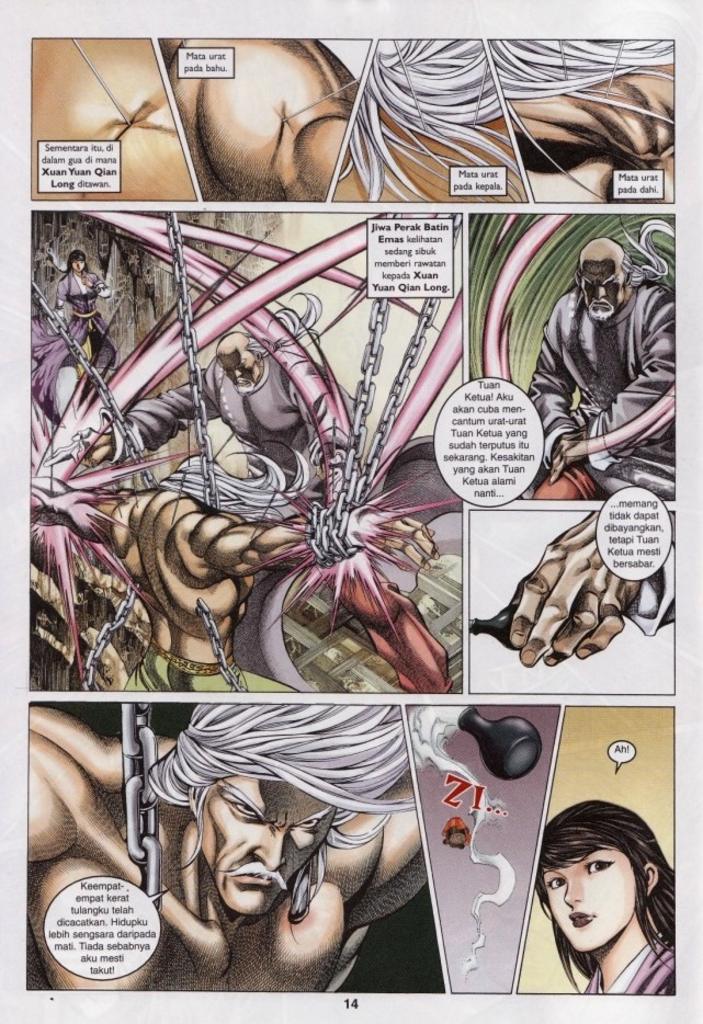 Sementara itu, di
dalam gua di mana
Xuan Yuan Qian
Long ditawan.
Mata urat
pada bahu.
Mata urat
pada kepala.
Mata urat
pada dahi.
Jiwa Perak Batin
Emas kelihatan
sedang sibuk
memberi rawatan
kepada Xuan
Yuan Qian Long.
Tuan
Ketua! Aku
akan cuba men-
cantum urat-urat
Tuan Ketua yang
sudah terputus itu
sekarang. Kesakitan
yang akan Tuan
Ketua alami
nanti...
...memang
tidak dapat
dibayangkan,
tetapi Tuan
Ketua mesti
bersabar.
Keempat-
empat kerat
tulangku telah
dicacatkan. Hidupku
lebih sengsara daripada
mati. Tiada sebabnya
aku mesti
takut!
ZI...
Ah!
14